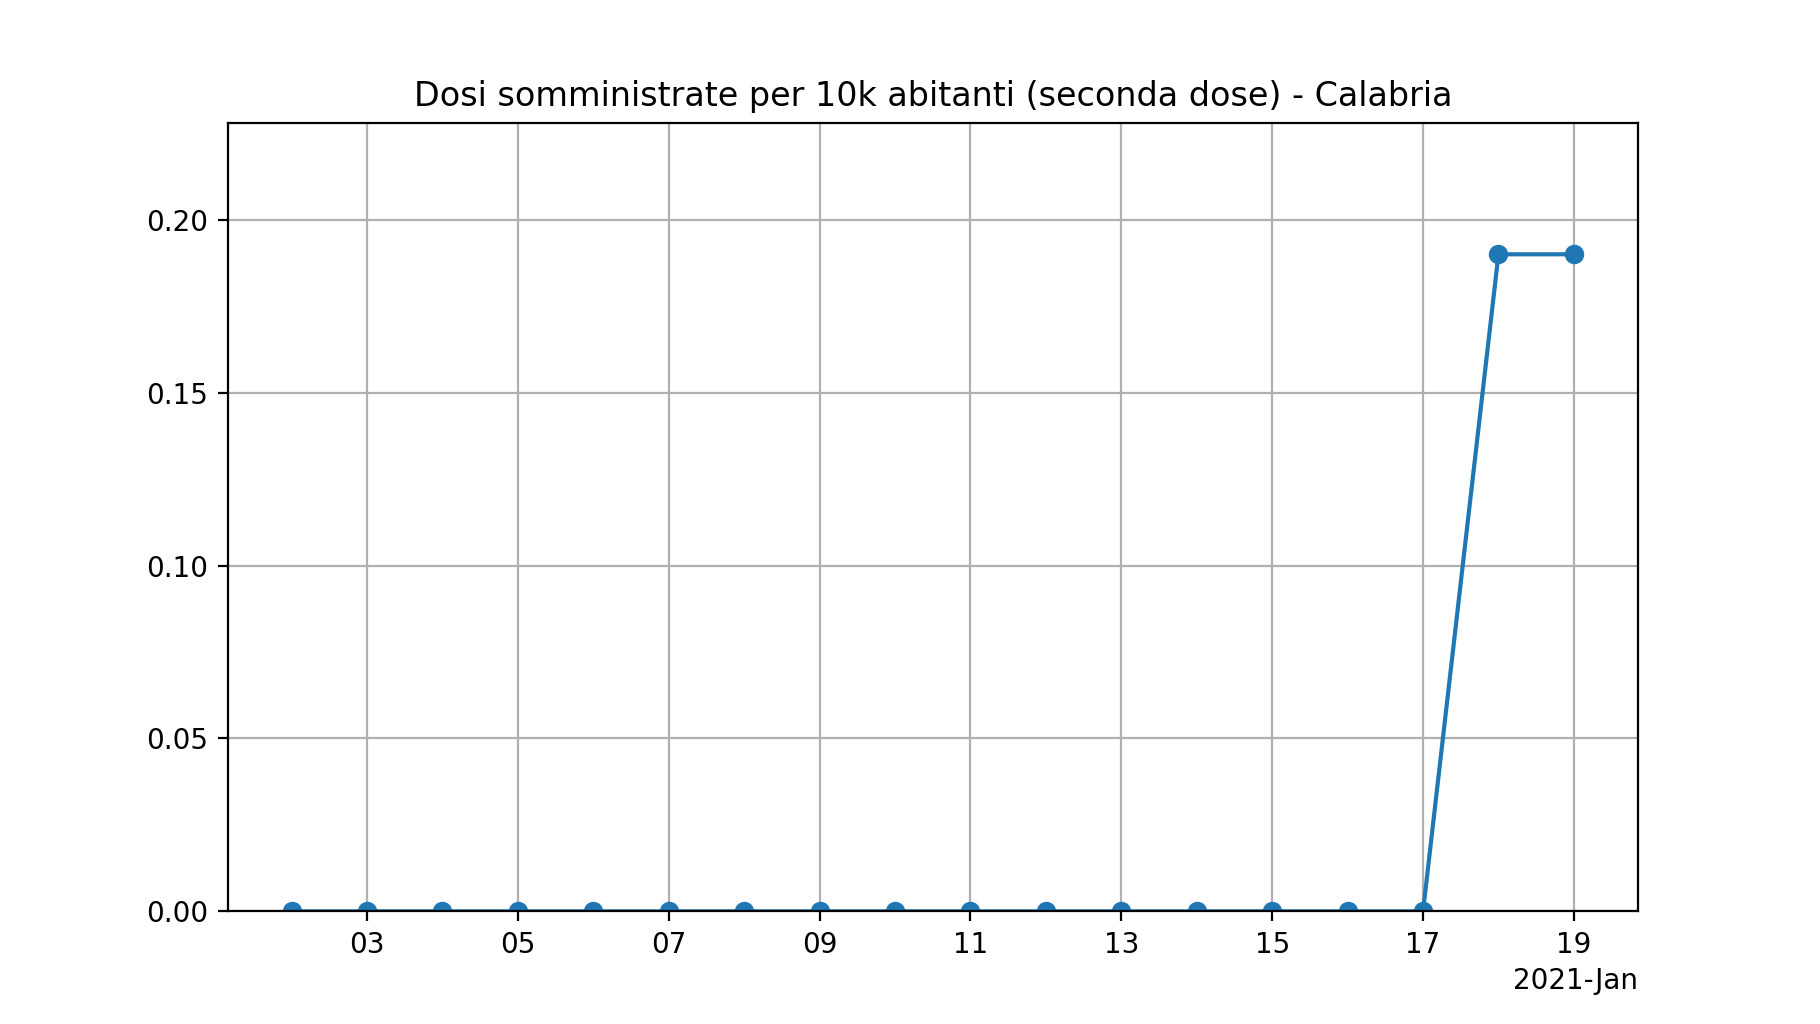 Dosi somministrate per 10k abitanti (seconda dose) - Calabria
0.20
0.15
0.10
0.05
0.00
03 05 07 09 11 13 15 17 19
2021-Jan